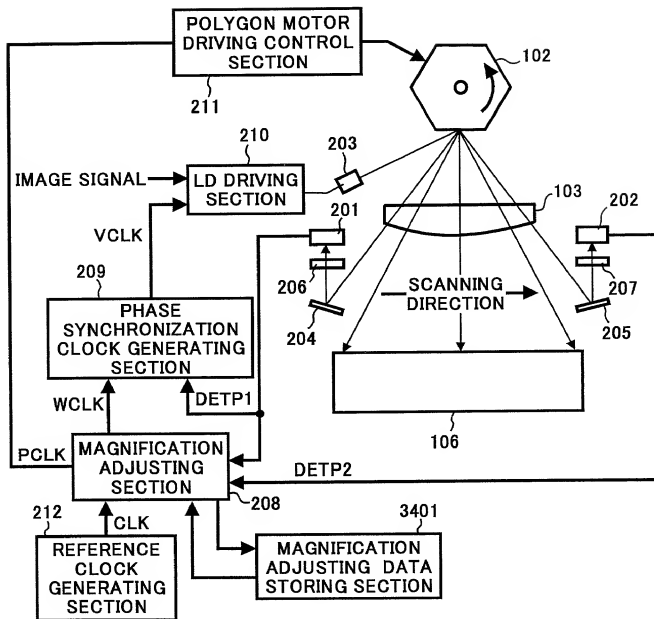 POLYGON MOTOR
DRIVING CONTROL
SECTION
211
102
210
203
IMAGE SIGNAL
LD DRIVING
SECTION
103
201
202
VCLK
206
207
209
SCANNING
DIRECTION
204
205
PHASE
SYNCHRONIZATION
CLOCK GENERATING
SECTION
WCLK
DETP1
106
PCLK
MAGNIFICATION
ADJUSTING
SECTION
DETP2
208
212
CLK
3401
REFERENCE
CLOCK
GENERATING
SECTION
MAGNIFICATION
ADJUSTING DATA
STORING SECTION